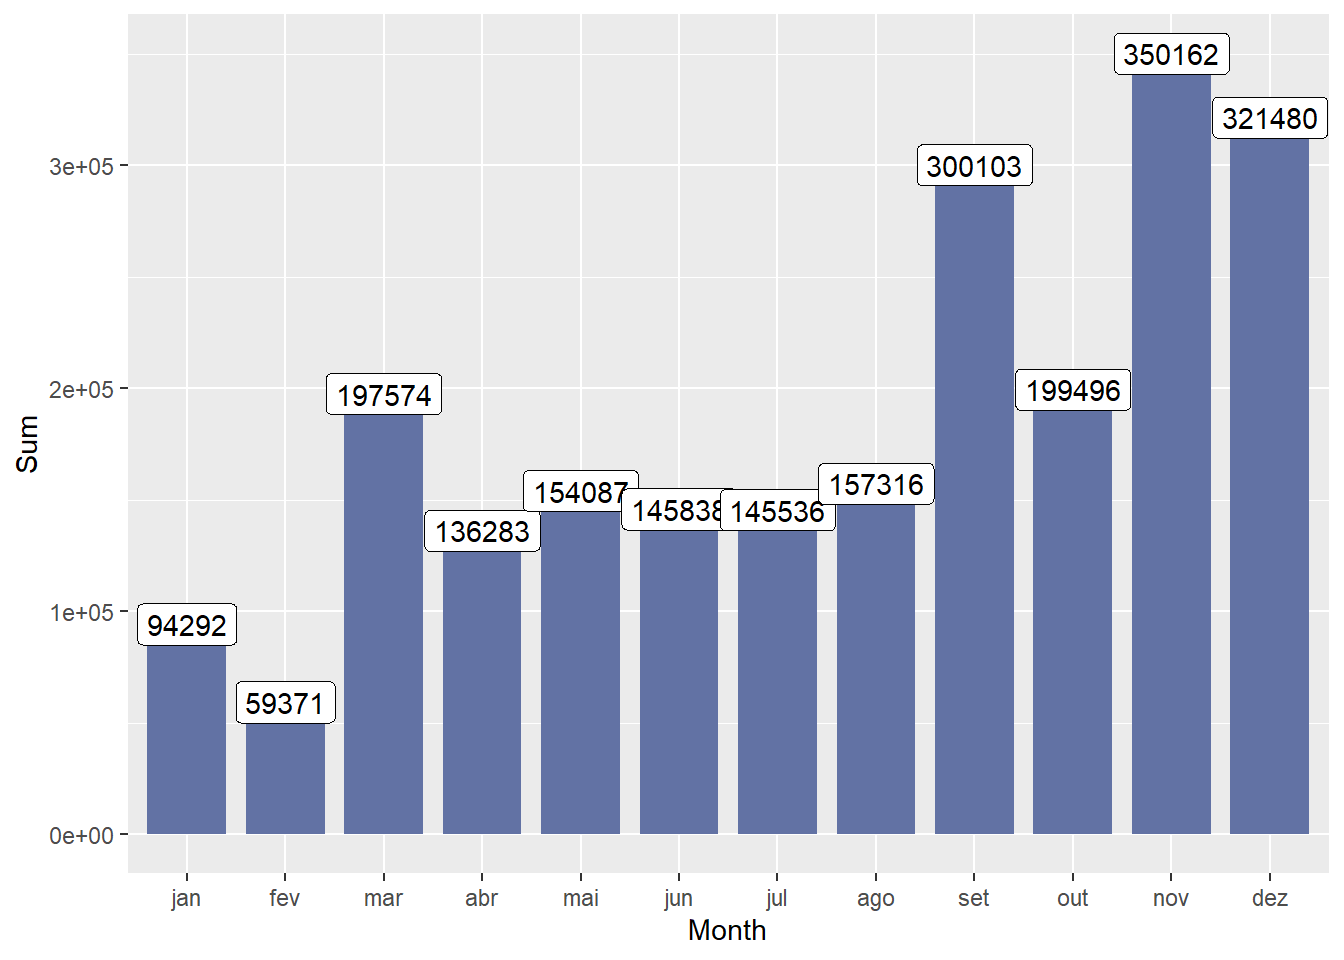 350162
321480
300103
3e+05
199496
2e+05
197574
157316
154087
145838
145536
136283
1e+05
94292
59371
0e+00
jan fev mar abr mai jun jul ago set out nov dez
Month
Sum